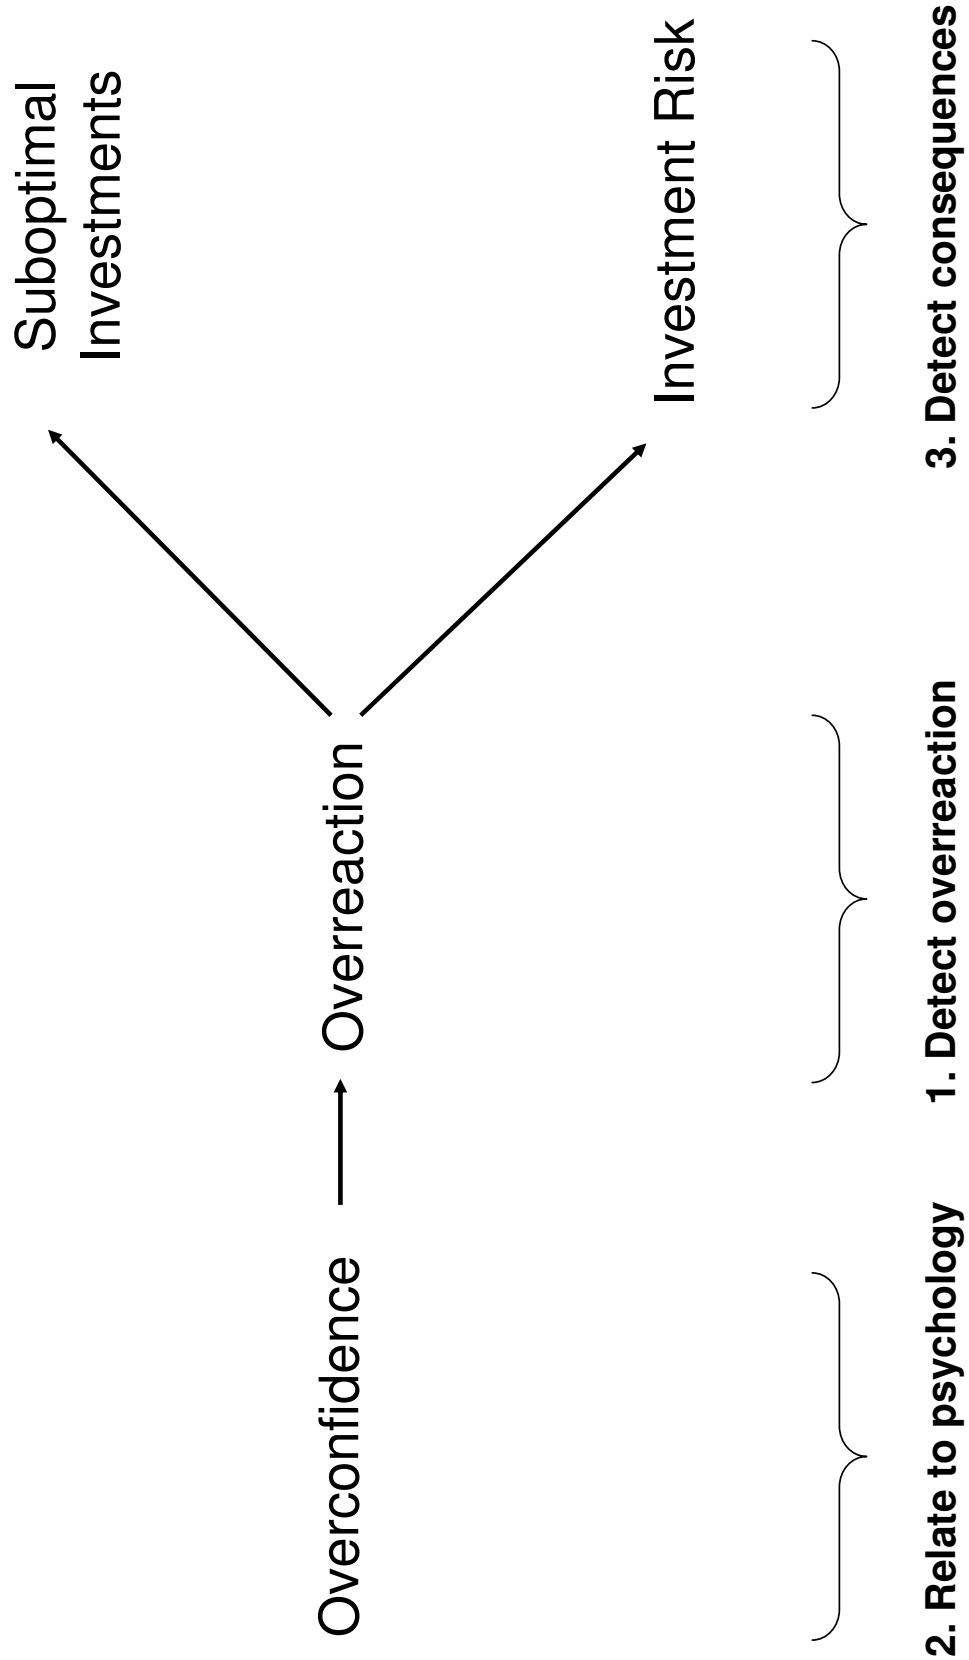 Suboptimal
Investments
Overconfidence
Overreaction
Investment Risk
2. Relate to psychology
1. Detect overreaction
3. Detect consequences